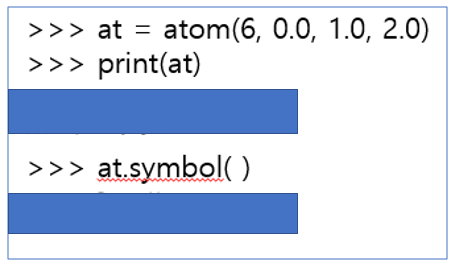 >>> at = atom(6, 0.0, 1.0, 2.0)
>>> print(at)
>>> at.symbol( )